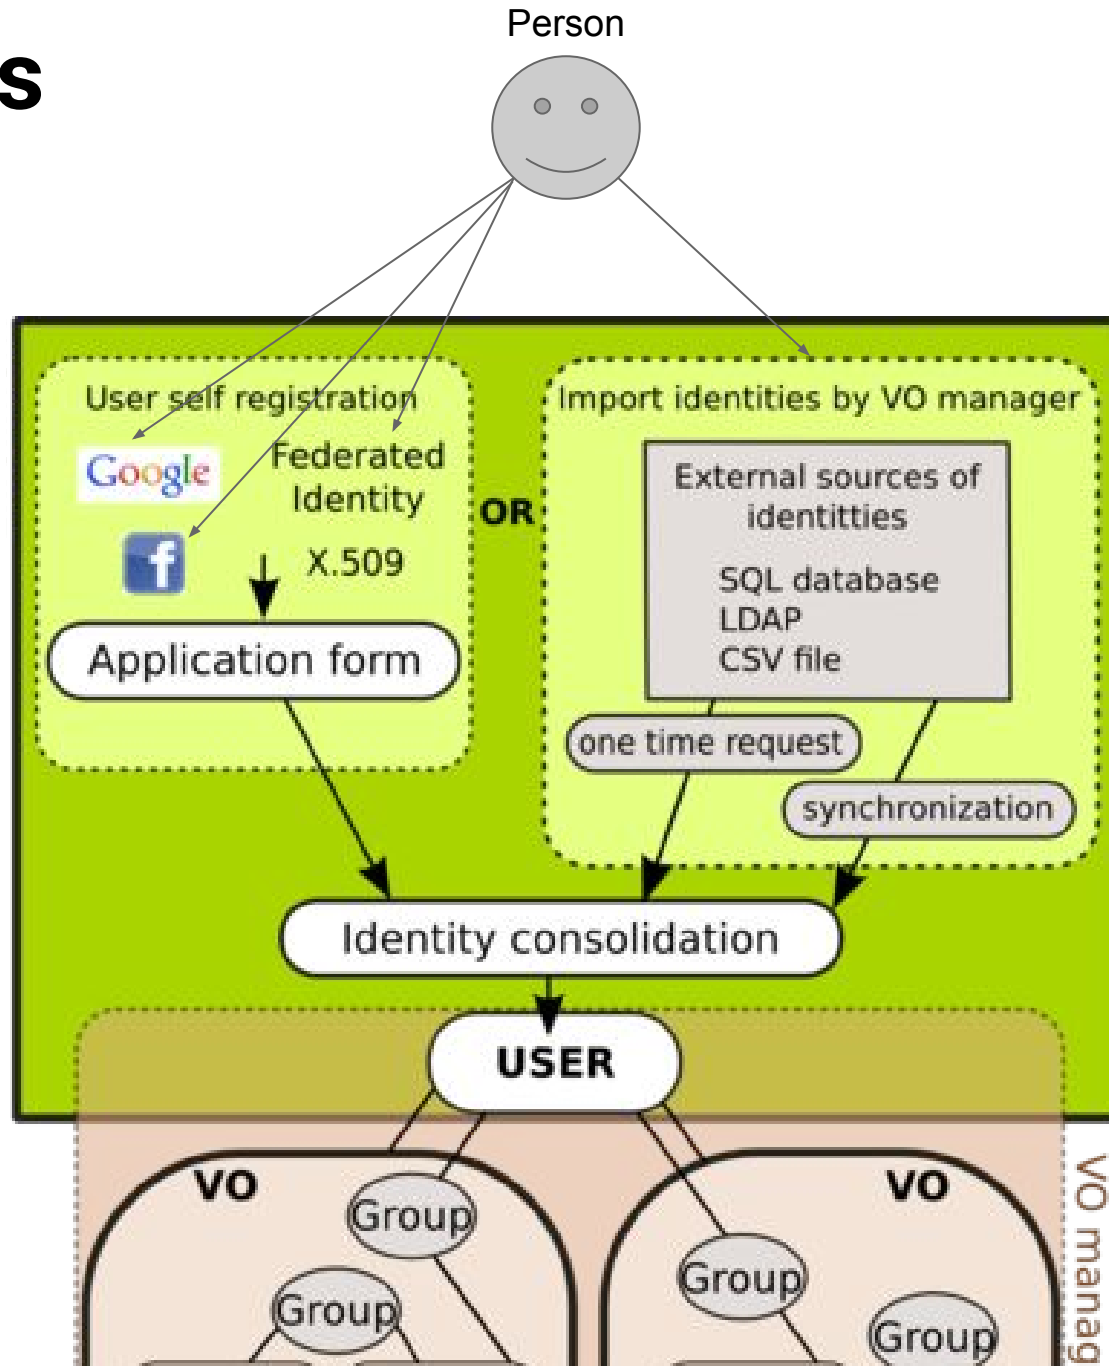 Person
s
User self registration
Google
Federated
Identity
f
X.509
Application form
OR
Import identities by VO manager
External sources of
identitties
SQL database
LDAP
CSV file
one time request
synchronization
Identity consolidation
USER
VO
Group
Group
VO
Group
Group
VO manag